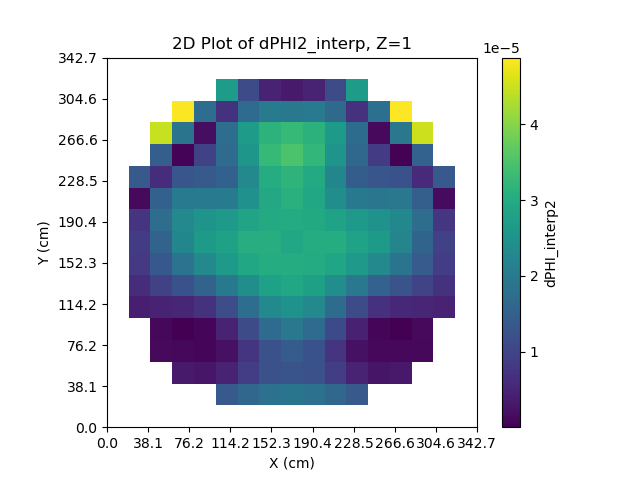 2D Plot of dPHI2_interp, Z=1
1e−5
342.7
304.6
266.6
228.5
190.4
152.3
114.2
76.2
38.1
0.0
Y (cm)
0.0 38.1 76.2 114.2 152.3 190.4 228.5 266.6 304.6 342.7
X (cm)
4
3
2
1
dPHI_interp2